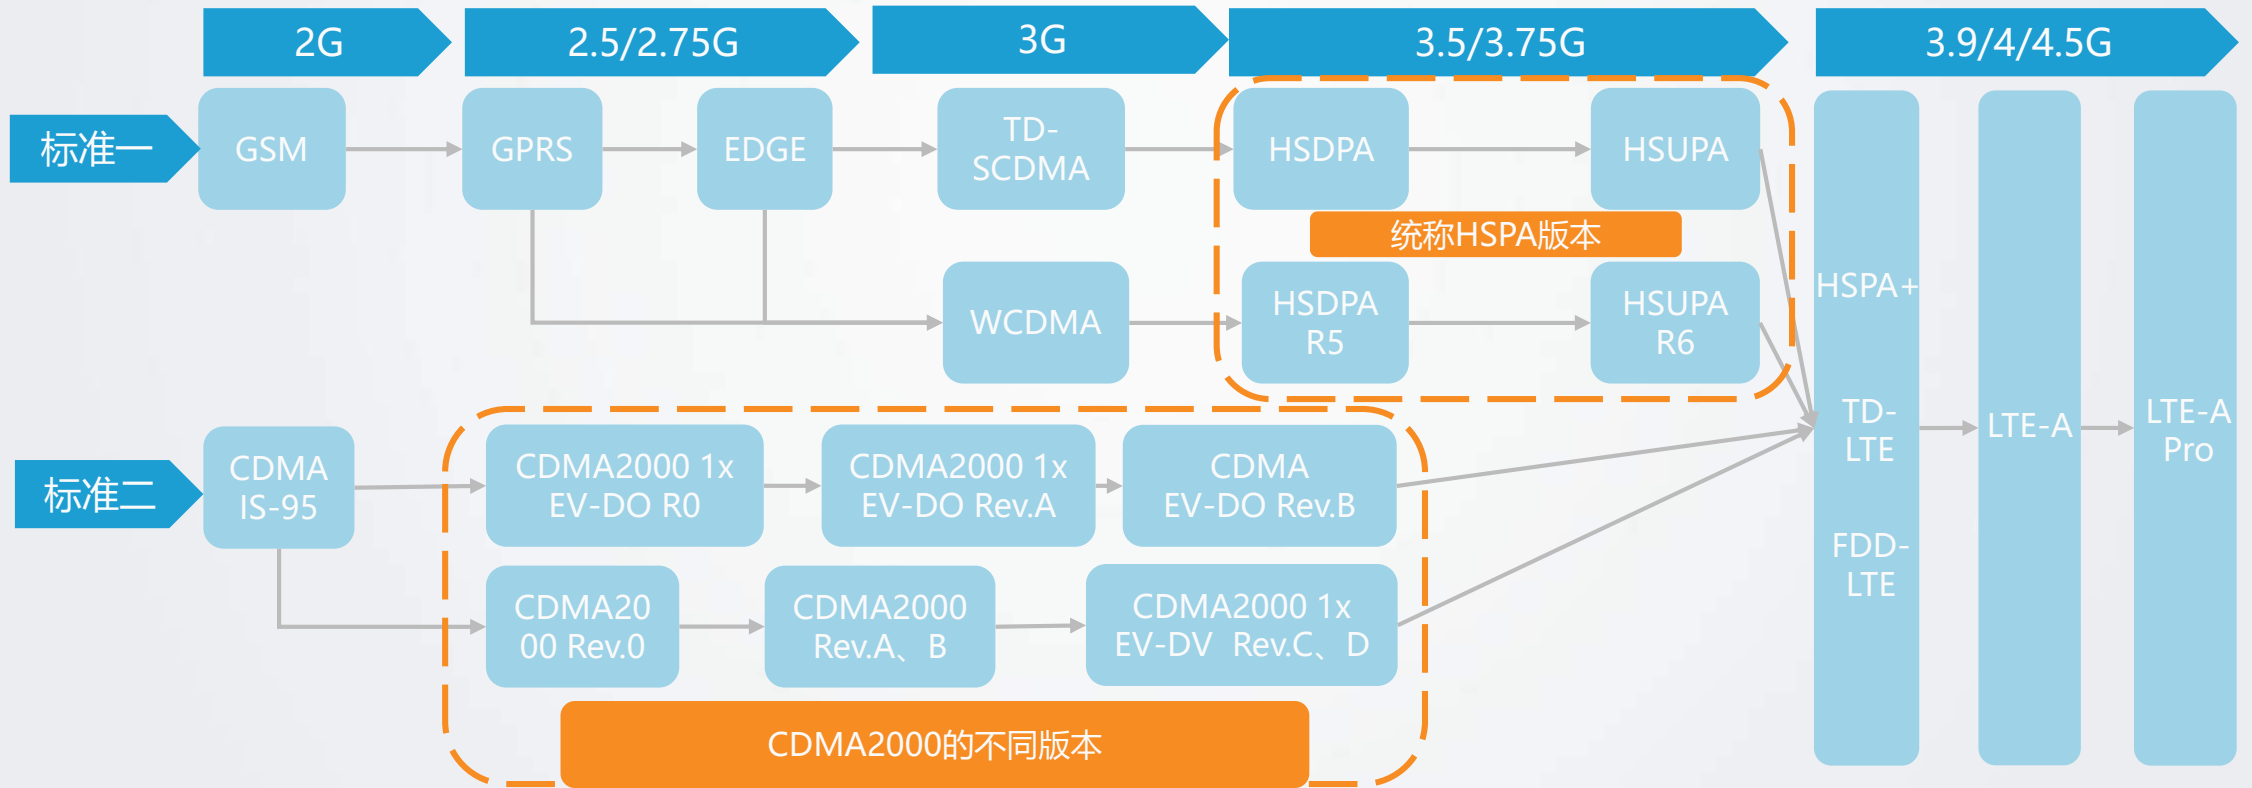 2G
2.5/2.75G
3G
3.5/3.75G
3.9/4/4.5G
标准一
GSM
GPRS
EDGE
TD-
SCDMA
HSDPA
HSUPA
统称HSPA版本
WCDMA
HSDPA
R5
HSUPA
R6
HSPA+
TD-
LTE
FDD-
LTE
LTE-A
LTE-A
Pro
标准二
CDMA
IS-95
CDMA2000 1x
EV-DO R0
CDMA2000 1x
EV-DO Rev.A
CDMA
EV-DO Rev.B
CDMA20
00 Rev.0
CDMA2000
Rev.A、B
CDMA2000 1x
EV-DV  Rev.C、D
CDMA2000的不同版本